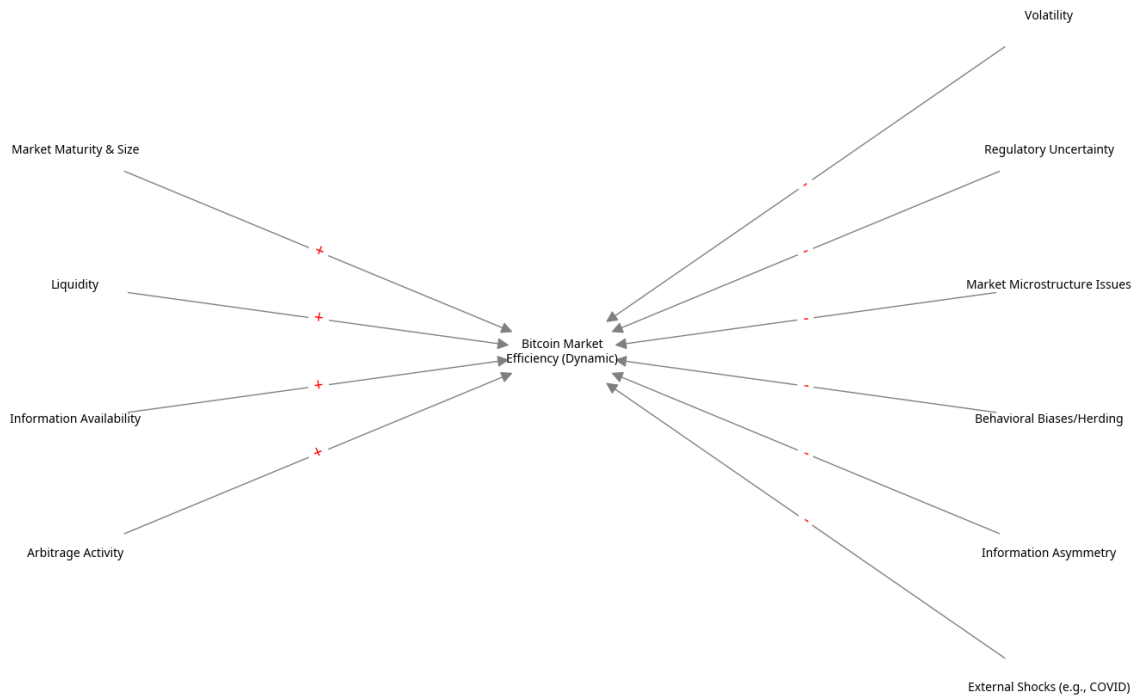 Volatility
Market Maturity & Size
Regulatory Uncertainty
-
-
+
Liquidity
Market Microstructure Issues
+
-
Bitcoin Market
Efficiency (Dynamic)
+
-
Information Availability
Behavioral Biases/Herding
+
-
Arbitrage Activity
Information Asymmetry
-
External Shocks (e.g., COVID)